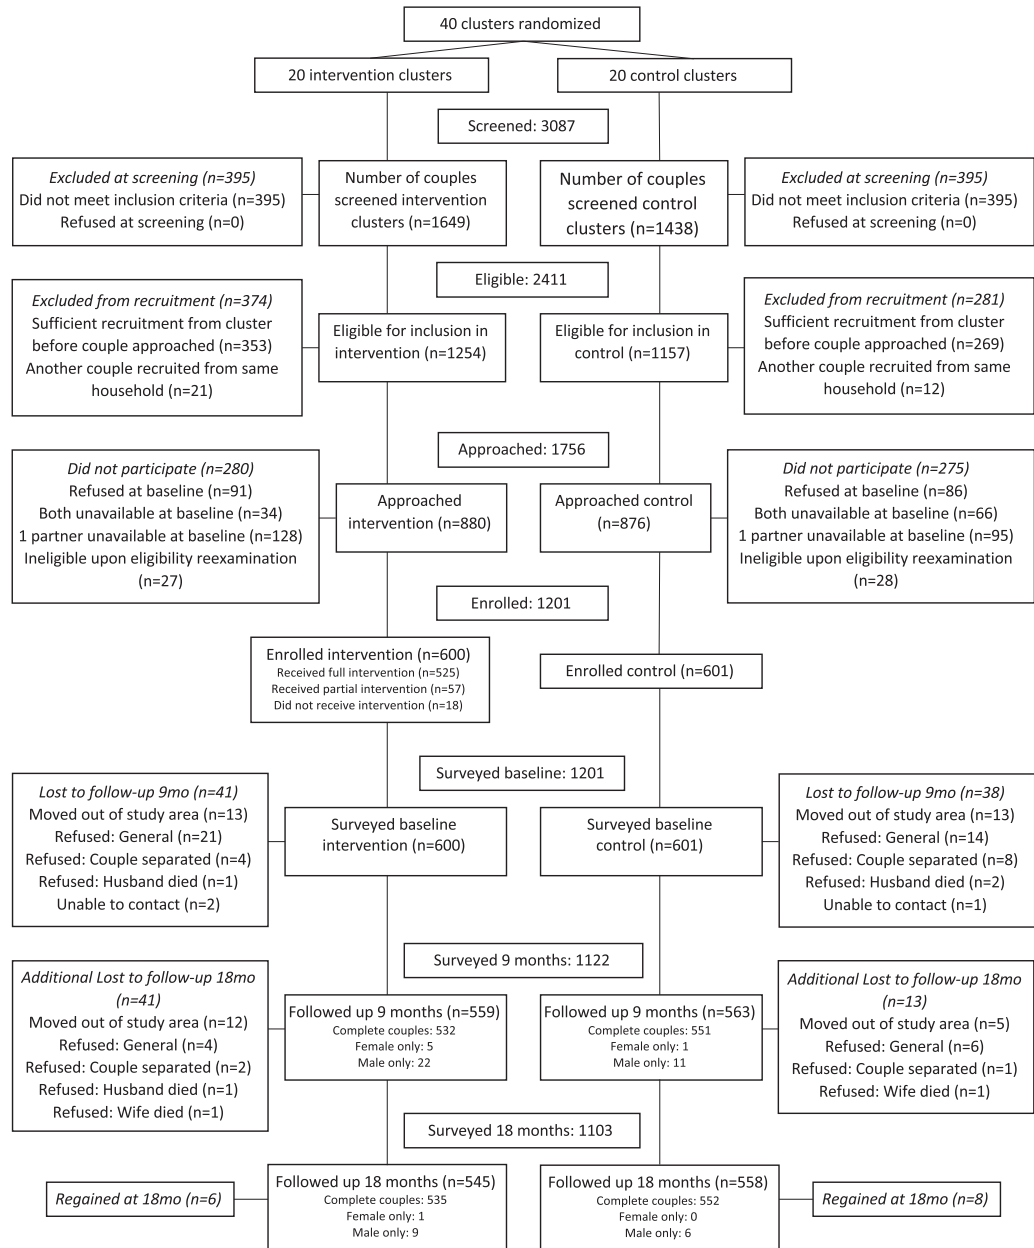 40 clusters randomized
20 intervention clusters
20 control clusters
Screened: 3087
Excluded at screening (n=395)
Did not meet inclusion criteria (n=395)
Refused at screening (n=0)
Number of couples
screened intervention
clusters (n=1649)
Number of couples
screened control
clusters (n=1438)
Excluded at screening (n=395)
Did not meet inclusion criteria (n=395)
Refused at screening (n=0)
Eligible: 2411
Excluded from recruitment (n=374)
Sufficient recruitment from cluster
before couple approached (n=353)
Another couple recruited from same
household (n=21)
Eligible for inclusion in
intervention (n=1254)
Eligible for inclusion in
control (n=1157)
Excluded from recruitment (n=281)
Sufficient recruitment from cluster
before couple approached (n=269)
Another couple recruited from same
household (n=12)
Approached: 1756
Did not participate (n=280)
Refused at baseline (n=91)
Both unavailable at baseline (n=34)
1 partner unavailable at baseline (n=128)
Ineligible upon eligibility reexamination
(n=27)
Approached
intervention (n=880)
Approached control
(n=876)
Did not participate (n=275)
Refused at baseline (n=86)
Both unavailable at baseline (n=66)
1 partner unavailable at baseline (n=95)
Ineligible upon eligibility reexamination
(n=28)
Enrolled: 1201
Enrolled intervention (n=600)
Received full intervention (n=525)
Received partial intervention (n=57)
Did not receive intervention (n=18)
Enrolled control (n=601)
Surveyed baseline: 1201
Lost to follow-up 9mo (n=41)
Moved out of study area (n=13)
Refused: General (n=21)
Refused: Couple separated (n=4)
Refused: Husband died (n=1)
Unable to contact (n=2)
Surveyed baseline
intervention (n=600)
Surveyed baseline
control (n=601)
Lost to follow-up 9mo (n=38)
Moved out of study area (n=13)
Refused: General (n=14)
Refused: Couple separated (n=8)
Refused: Husband died (n=2)
Unable to contact (n=1)
Surveyed 9 months: 1122
Additional Lost to follow-up 18mo
(n=41)
Moved out of study area (n=12)
Refused: General (n=4)
Refused: Couple separated (n=2)
Refused: Husband died (n=1)
Refused: Wife died (n=1)
Followed up 9 months (n=559)
Complete couples: 532
Female only: 5
Male only: 22
Followed up 9 months (n=563)
Complete couples: 551
Female only: 1
Male only: 11
Additional Lost to follow-up 18mo
(n=13)
Moved out of study area (n=5)
Refused: General (n=6)
Refused: Couple separated (n=1)
Refused: Wife died (n=1)
Surveyed 18 months: 1103
Regained at 18mo (n=6)
Followed up 18 months (n=545)
Complete couples: 535
Female only: 1
Male only: 9
Followed up 18 months (n=558)
Complete couples: 552
Female only: 0
Male only: 6
Regained at 18mo (n=8)